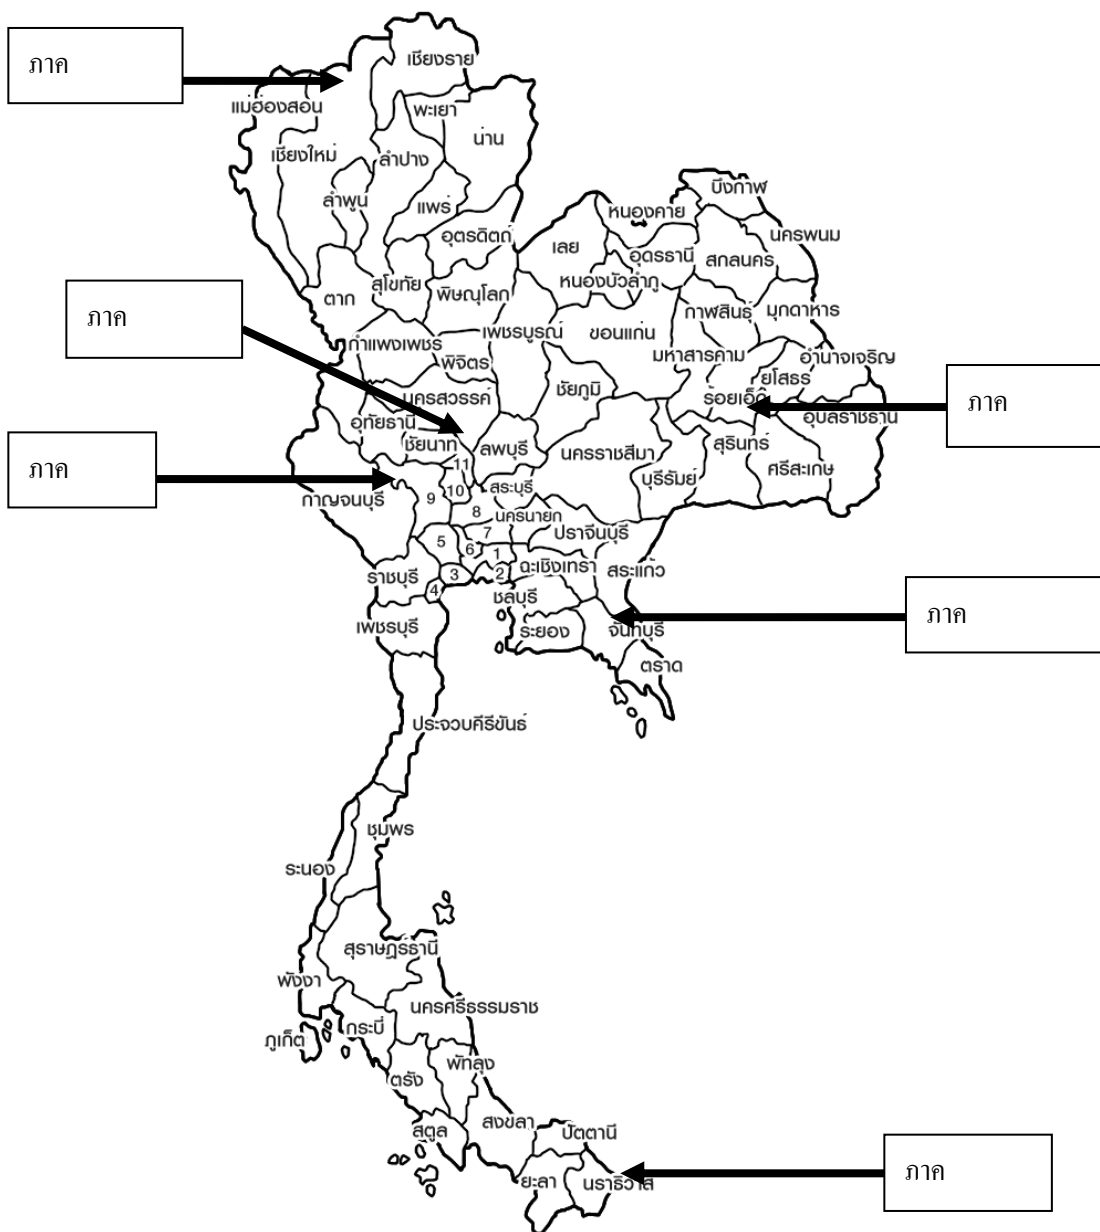 ภาค
เชียงราย
แม่ฮ่องสอน
พะเยา
น่าน
เชียงใหม่
ลำปาง
ลำพูน
แพร่
อุตรดิตถ์
บึงกาฬ
หนองคาย
นครพนม
เลย
อุดรธานี
สกลนคร
หนองบัวลำภู
ภาค
ตาก
สุโขทัย
พิษณุโลก
กาฬสินธุ์
มุกดาหาร
เพชรบูรณ์
ขอนแก่น
กำแพงเพชร
พิจิตร
มหาสารคาม
อำนาจเจริญ
ยโสธร
ชัยภูมิ
นครสวรรค์
ร้อยเอ็ด
ภาค
อุบลราชธานี
อุทัยธานี
ชัยนาท
ลพบุรี
นครราชสีมา
สุรินทร์
ศรีสะเกษ
ภาค
11
บุรีรัมย์
สระบุรี
10
กาญจนบุรี
9
8
นครนายก
7
ปราจีนบุรี
5
6
1
ฉะเชิงเทรา
สระแก้ว
ราชบุรี
3
2
4
ชลบุรี
ภาค
เพชรบุรี
ระยอง
จันทบุรี
ตราด
ประจวบคีรีขันธ์
ชุมพร
ระนอง
สุราษฎร์ธานี
พังงา
นครศรีธรรมราช
กระบี่
ภูเก็ต
พัทลุง
ตรัง
สตูล
สงขลา
ปัตตานี
ภาค
ยะลา
นราธิวาส